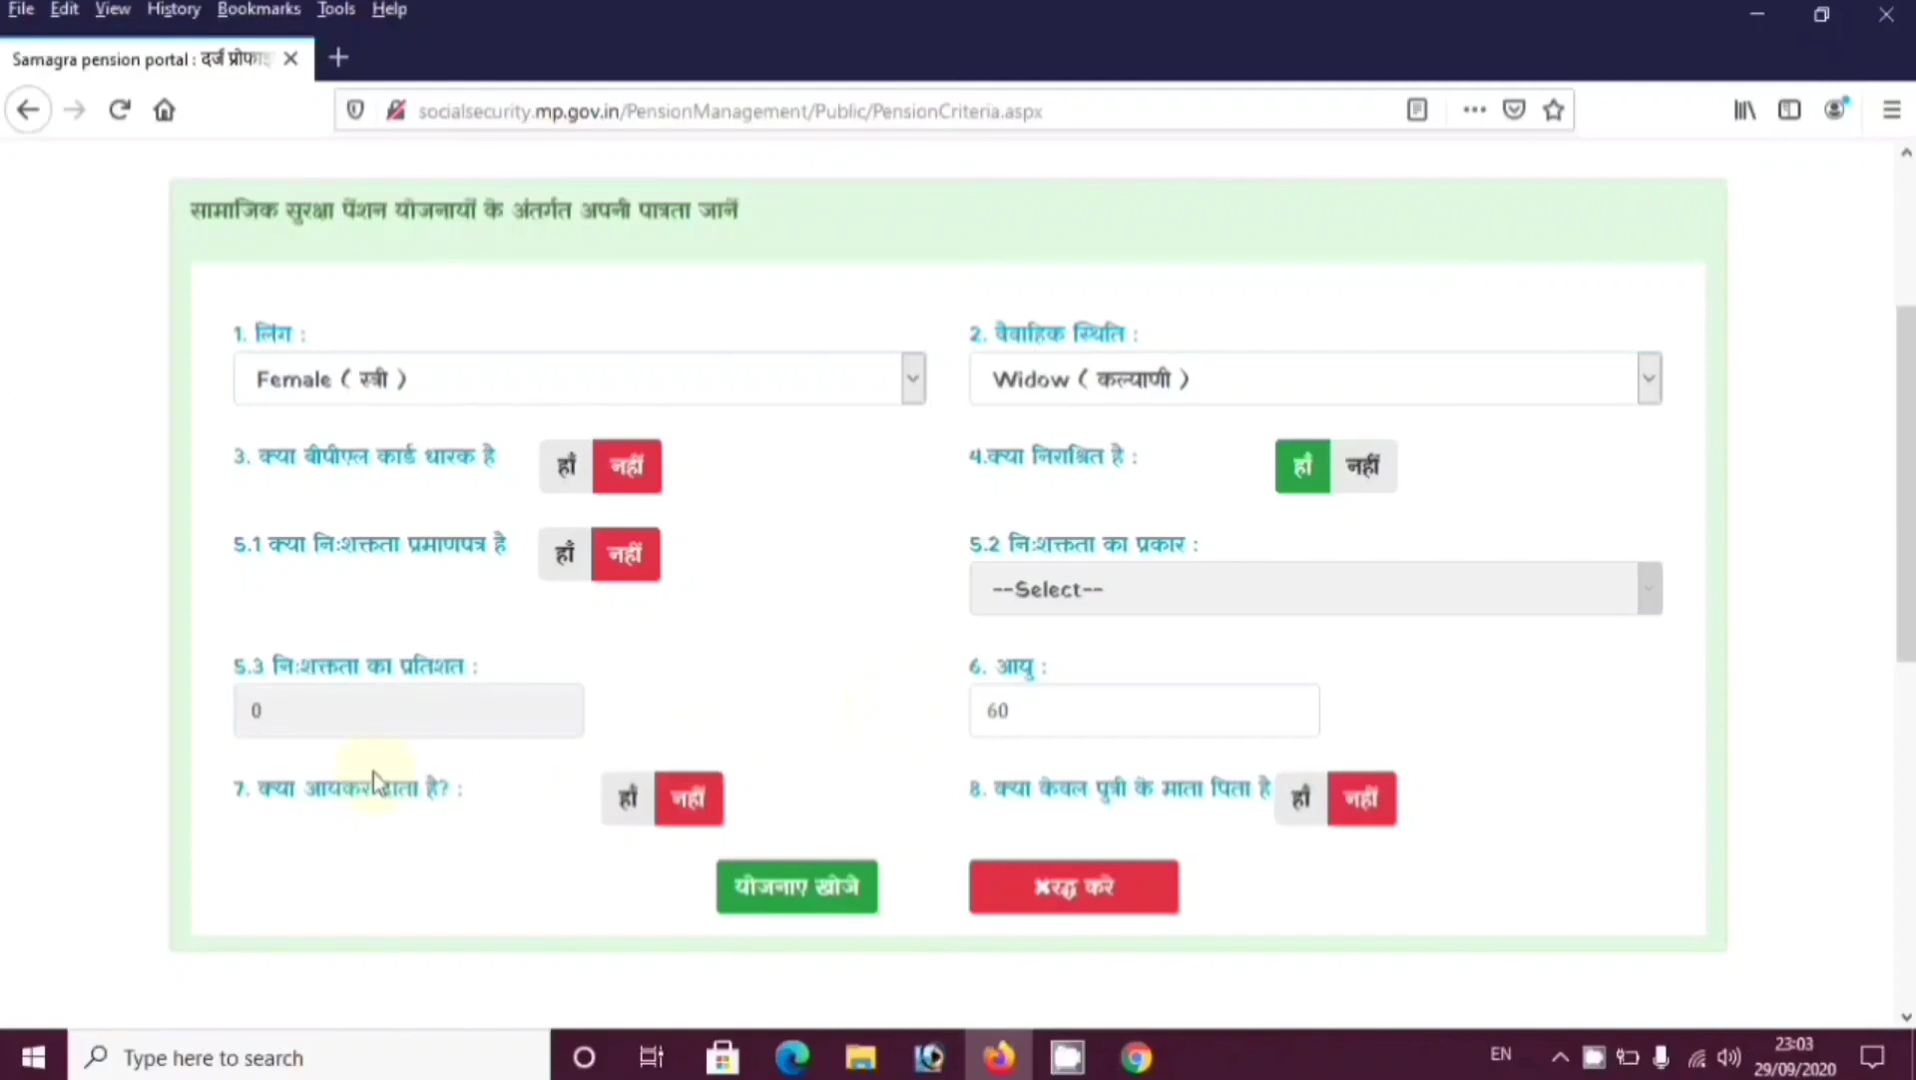 File Edit View History Bookmarks Tools Help
Samagra pension portal : दर्ज
socialsecurity.mp.gov.in/PensionManagement/Public/PensionCriteria.aspx
सामाजिक सुरक्षा पेंशन योजनायों के अंतर्गत अपनी पात्रता जानें
1. लिंग : 2. वैवाहिक स्थिति :
Female ( स्त्री ) Widow ( कल्याणी )
3. क्या बीपीएल कार्ड धारक है हाँ नहीं 4.क्या निराश्रित है : हाँ नहीं
5.1 क्या निःशक्तता प्रमाणपत्र है हाँ नहीं 5.2 निःशक्तता का प्रकार :
--Select--
5.3 निःशक्तता का प्रतिशत : 6. आयु :
0 60
7. क्या आयकर दाता है? : हाँ नहीं 8. क्या केवल पुत्री के माता पिता है हाँ नहीं
योजनाए खोजे ✖रद्ध करे
Type here to search EN 23:03
29/09/2020